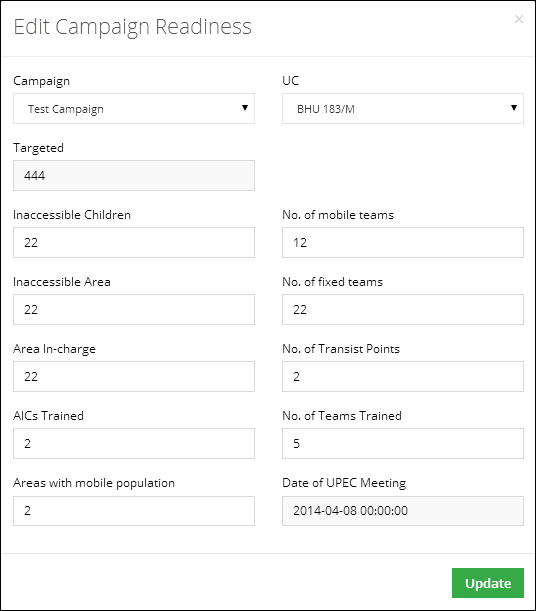 Edit Campaign Readiness
×
Campaign
UC
Test Campaign
BHU 183/M
Targeted
444
Inaccessible Children
No. of mobile teams
22
12
Inaccessible Area
No. of fixed teams
22
22
Area In-charge
No. of Transist Points
22
2
AICs Trained
No. of Teams Trained
2
5
Areas with mobile population
Date of UPEC Meeting
2
2014-04-08 00:00:00
Update